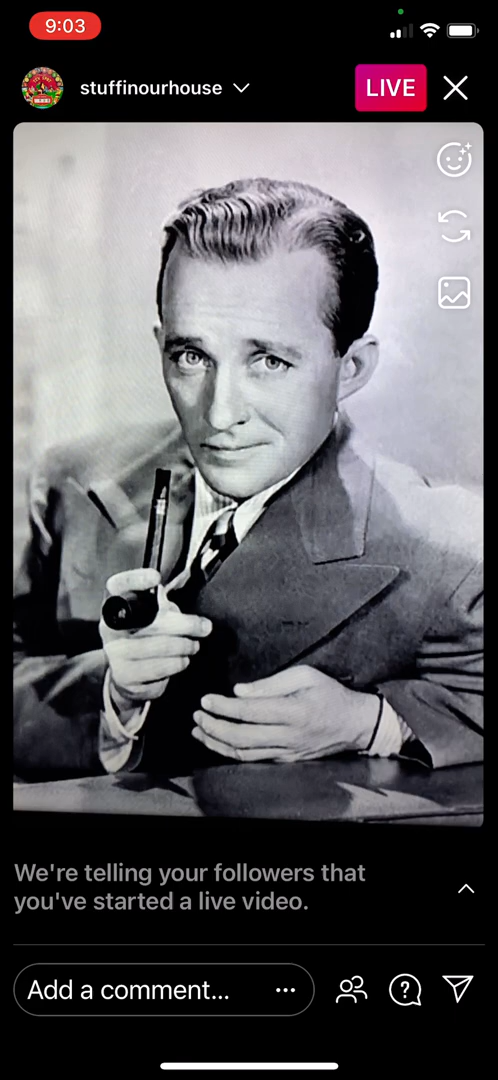 9:03
stuffinourhouse
LIVE
We're telling your followers that
you've started a live video.
Add a comment...